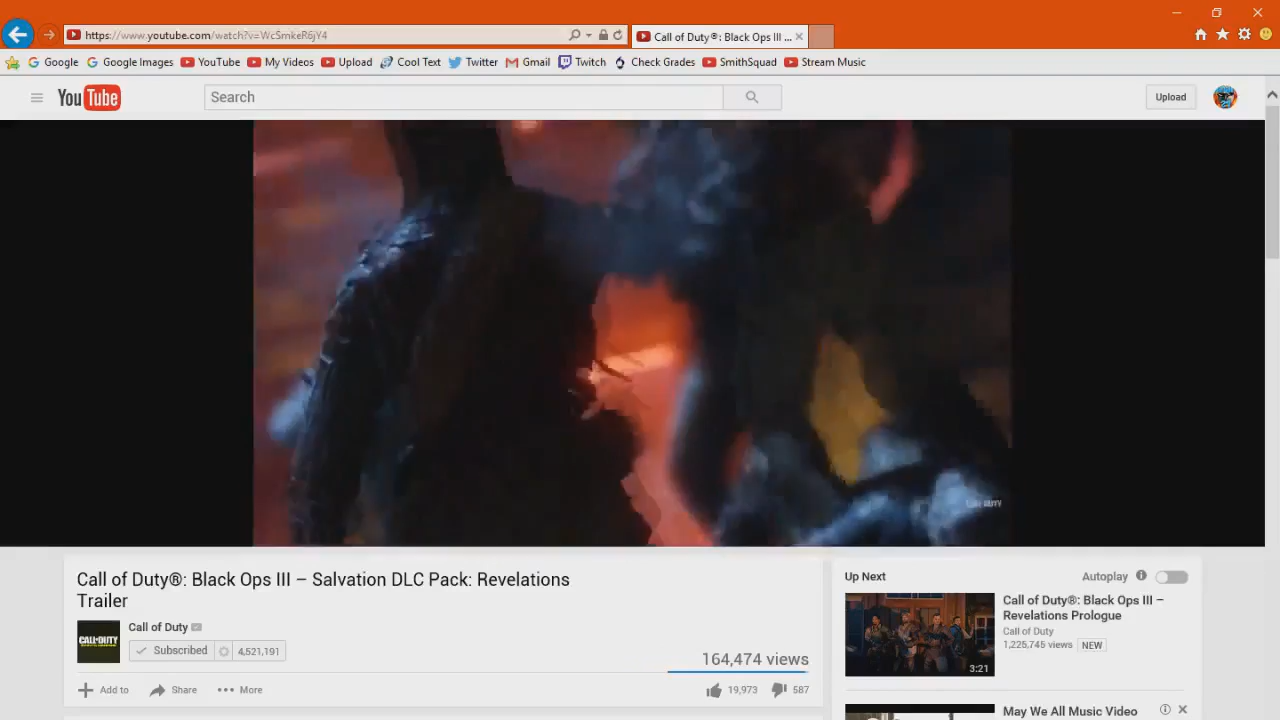 https://www.youtube.com/watch?v=WcSmkeR6jY4
Call of Duty®: Black Ops III ...
Google
Google Images
YouTube
My Videos
Upload
Cool Text
Twitter
Gmail
Twitch
Check Grades
SmithSquad
Stream Music
YouTube
Search
Upload
Call of Duty®: Black Ops III – Salvation DLC Pack: Revelations
Trailer
CALL OF DUTY
Call of Duty
Subscribed 4,521,191
164,474 views
Add to
Share
More
19,973
587
Up Next
Autoplay
3:21
Call of Duty®: Black Ops III –
Revelations Prologue
Call of Duty
1,225,745 views NEW
May We All Music Video